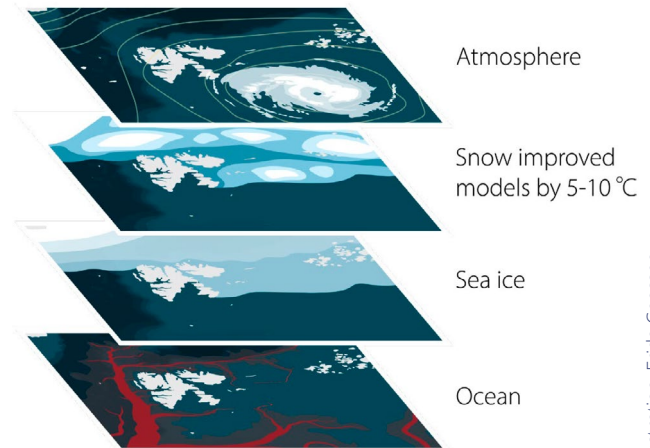 Atmosphere
Snow improved
models by 5-10 °C
Sea ice
Ocean